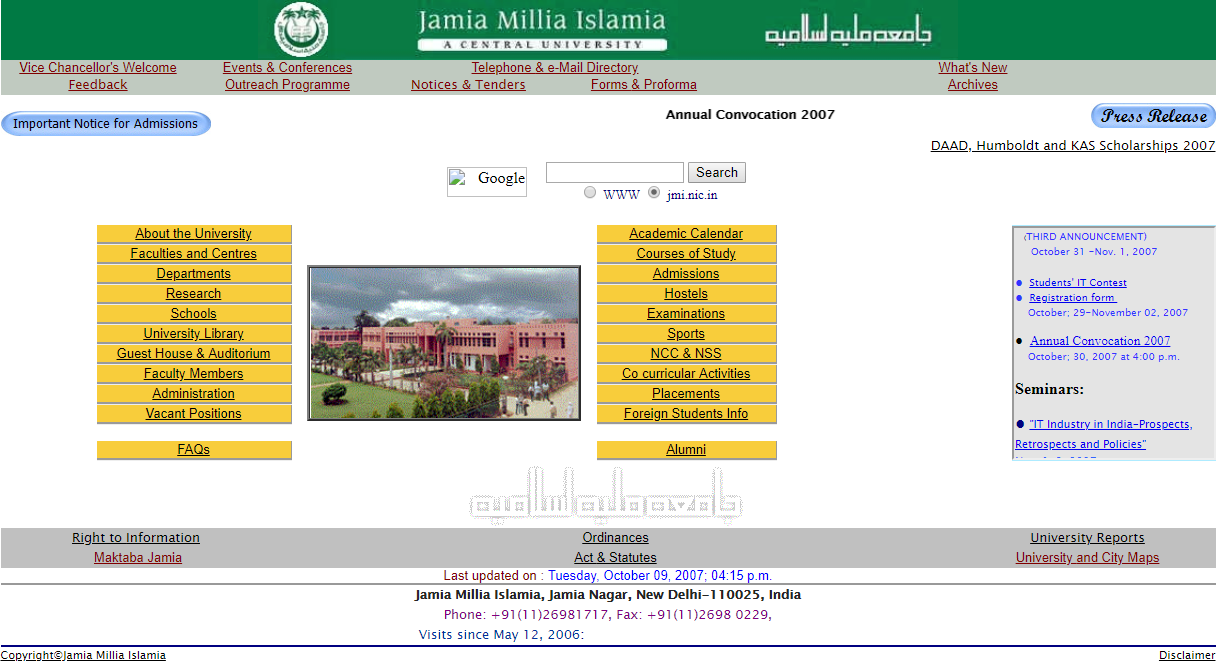 Jamia Millia Islamia
A CENTRAL UNIVERSITY
جامعه مليه اسلاميه
Vice Chancellor's Welcome Events & Conferences Telephone & e-Mail Directory What's New
Feedback Outreach Programme Notices & Tenders Forms & Proforma Archives
Important Notice for Admissions Annual Convocation 2007 Press Release
DAAD, Humboldt and KAS Scholarships 2007
Google Search
WWW jmi.nic.in
About the University
Faculties and Centres
Departments
Research
Schools
University Library
Guest House & Auditorium
Faculty Members
Administration
Vacant Positions
FAQs
Academic Calendar
Courses of Study
Admissions
Hostels
Examinations
Sports
NCC & NSS
Co curricular Activities
Placements
Foreign Students Info
Alumni
(THIRD ANNOUNCEMENT)
October 31 -Nov. 1, 2007
Students' IT Contest
Registration form
October; 29-November 02, 2007
Annual Convocation 2007
October; 30, 2007 at 4:00 p.m.
Seminars:
"IT Industry in India-Prospects,
Retrospects and Policies"
جامعه مليه اسلاميه
Right to Information Ordinances University Reports
Maktaba Jamia Act & Statutes University and City Maps
Last updated on : Tuesday, October 09, 2007; 04:15 p.m.
Jamia Millia Islamia, Jamia Nagar, New Delhi-110025, India
Phone: +91(11)26981717, Fax: +91(11)2698 0229,
Visits since May 12, 2006:
Copyright©Jamia Millia Islamia Disclaimer